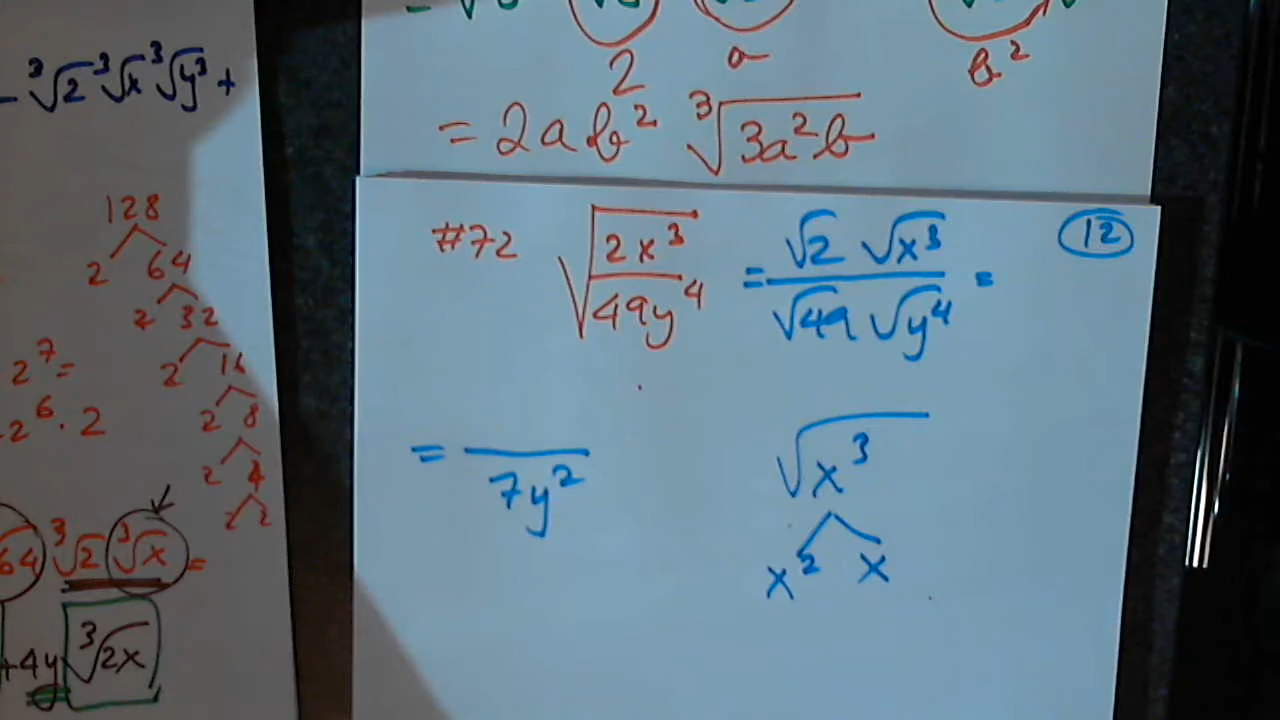 - ∛2 ∛x ∛y³ +
128
2 64
2 32
2 16
2 8
2 4
2 2
2⁷ =
2⁶ · 2
64 ∛2 ∛x =
+4y ∛2x
2 a b²
= 2ab² ∛3a²b
#72 √(2x³/49y⁴) = √2 √x³ / √49 √y⁴ =
12
= / 7y²
√x³
x² x